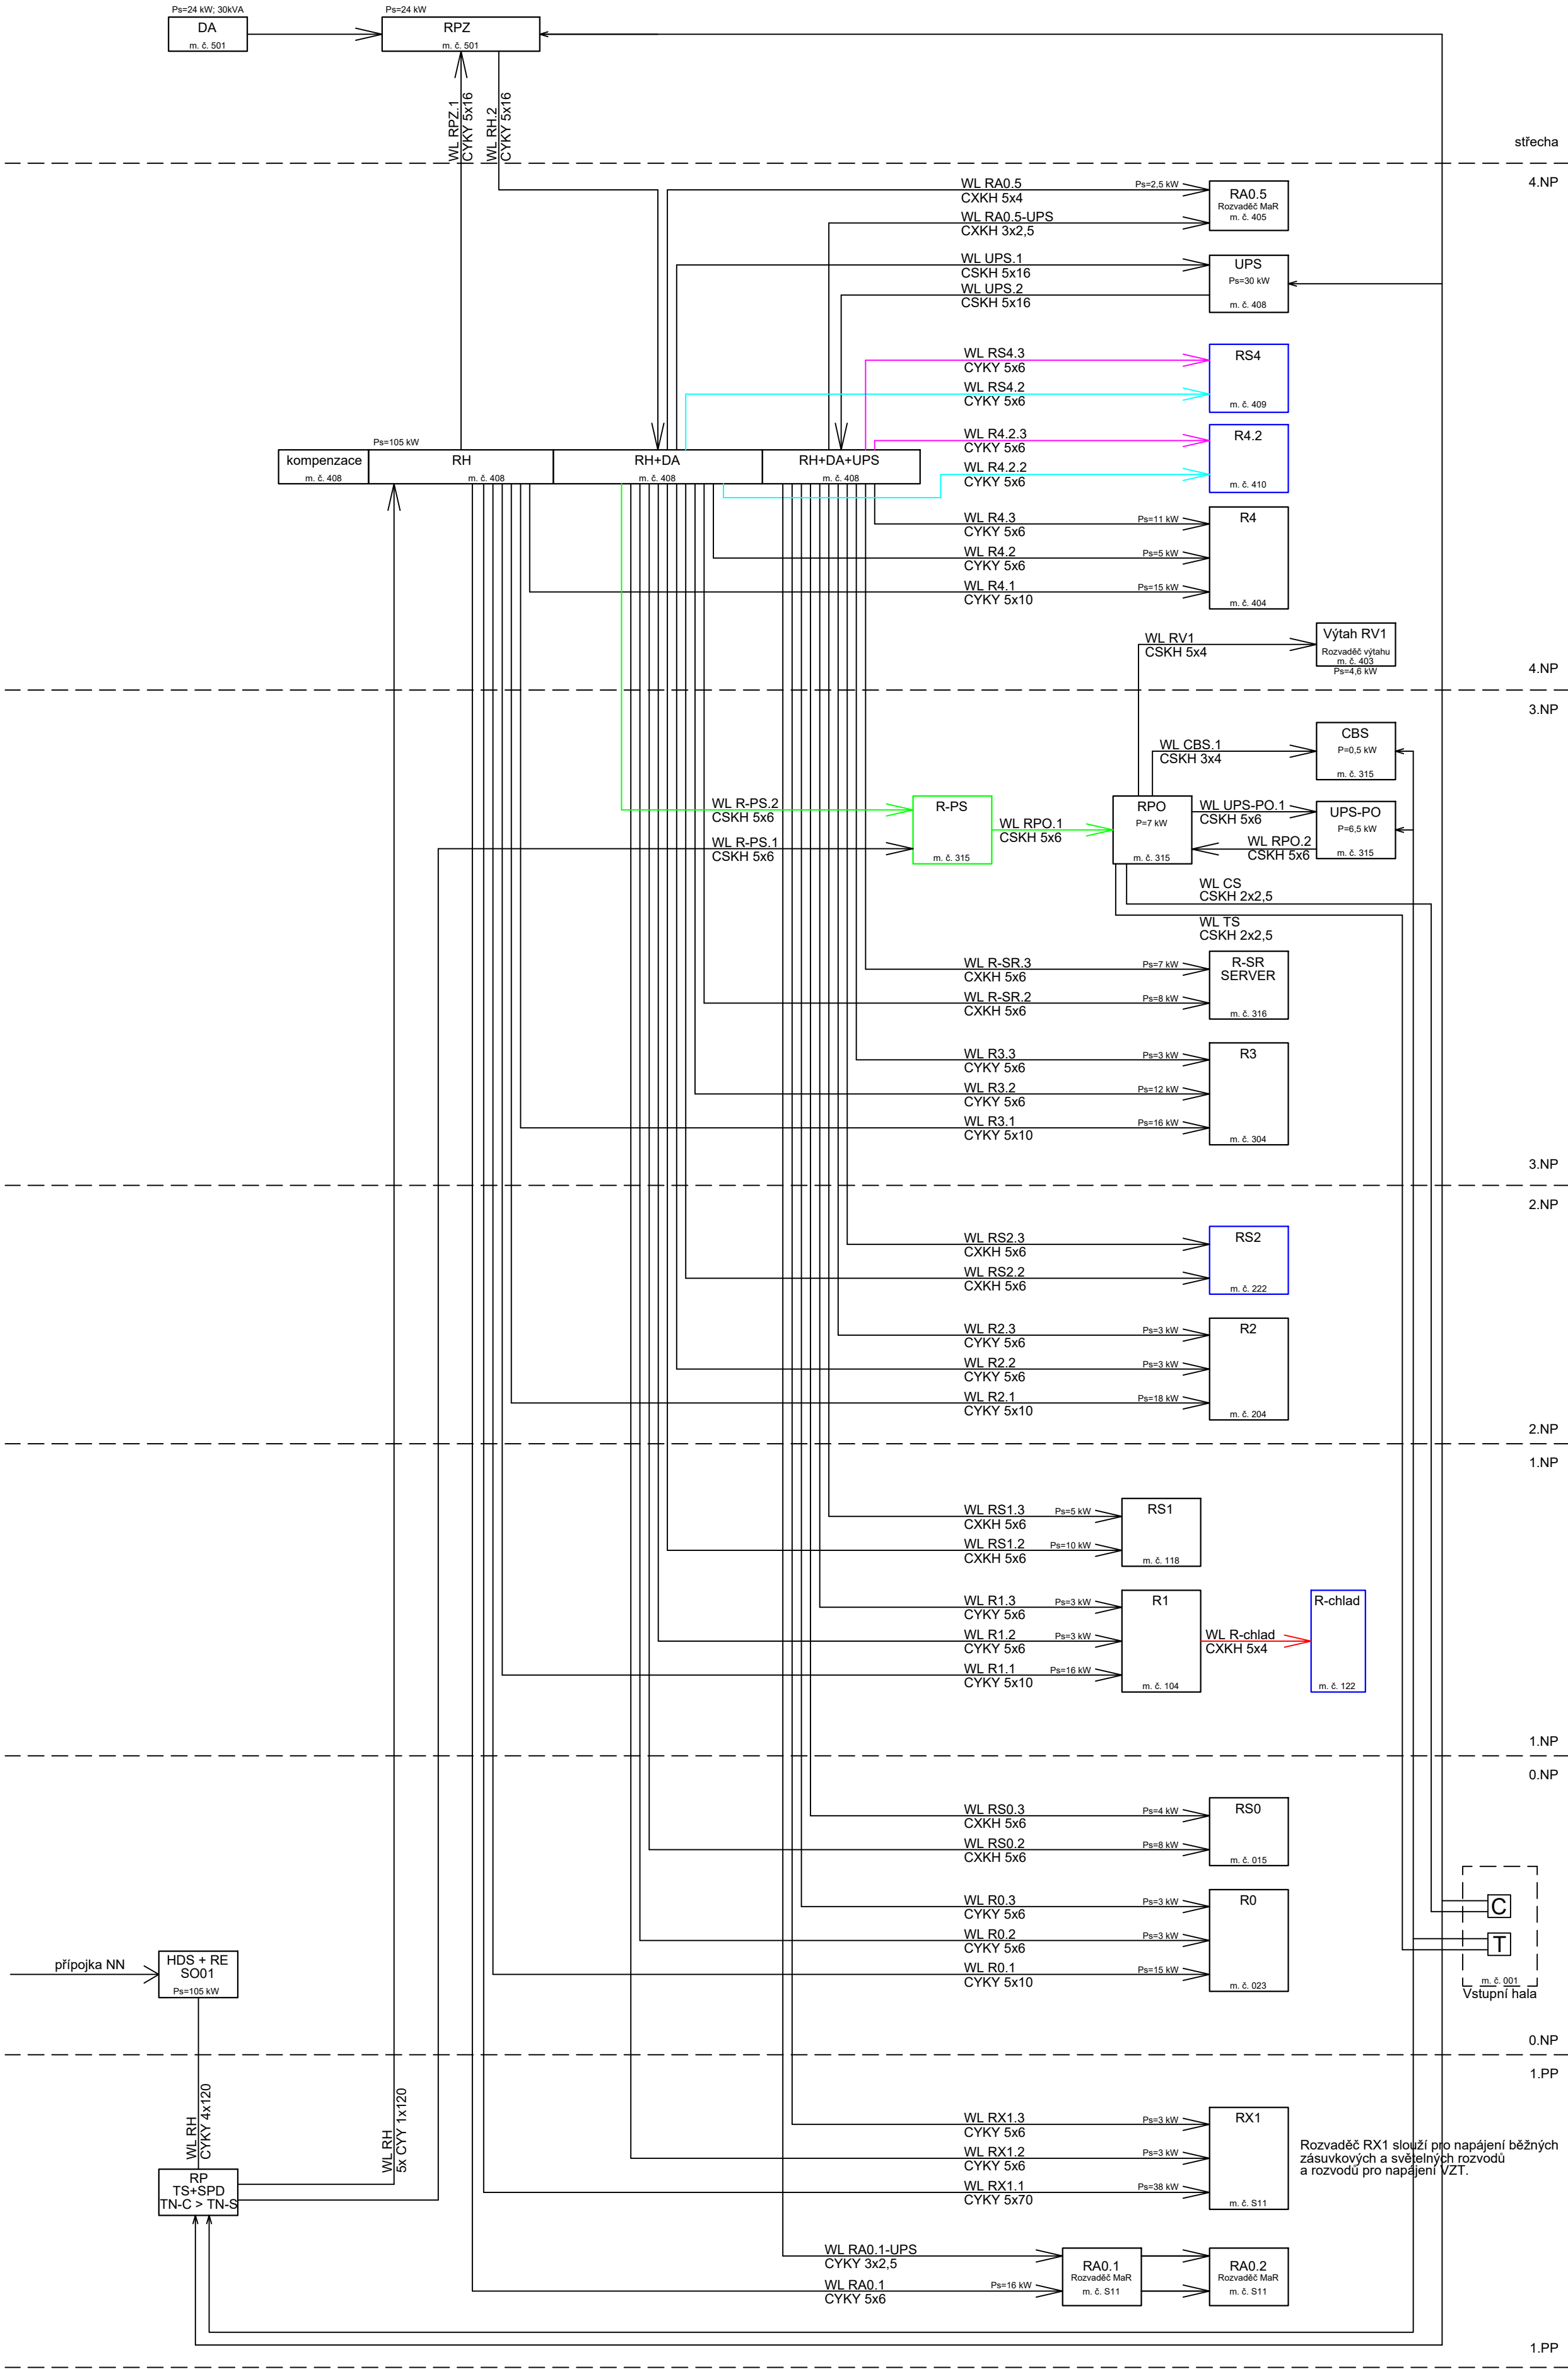 Ps=24 kW; 30kVA
DA
m. č. 501
Ps=24 kW
RPZ
m. č. 501
WL RPZ.1
CYKY 5x16
WL RH.2
CYKY 5x16
střecha
4.NP
WL RA0.5
CXKH 5x4
Ps=2,5 kW
WL RA0.5-UPS
CXKH 3x2,5
RA0.5
Rozvaděč MaR
m. č. 405
WL UPS.1
CSKH 5x16
WL UPS.2
CSKH 5x16
UPS
Ps=30 kW
m. č. 408
WL RS4.3
CYKY 5x6
WL RS4.2
CYKY 5x6
RS4
m. č. 409
Ps=105 kW
kompenzace
m. č. 408
RH
m. č. 408
RH+DA
m. č. 408
RH+DA+UPS
m. č. 408
WL R4.2.3
CYKY 5x6
WL R4.2.2
CYKY 5x6
R4.2
m. č. 410
WL R4.3
CYKY 5x6
Ps=11 kW
WL R4.2
CYKY 5x6
Ps=5 kW
WL R4.1
CYKY 5x10
Ps=15 kW
R4
m. č. 404
WL RV1
CSKH 5x4
Výtah RV1
Rozvaděč výtahu
m. č. 403
Ps=4,6 kW
4.NP
3.NP
WL CBS.1
CSKH 3x4
CBS
P=0,5 kW
m. č. 315
WL R-PS.2
CSKH 5x6
WL R-PS.1
CSKH 5x6
R-PS
m. č. 315
WL RPO.1
CSKH 5x6
RPO
P=7 kW
m. č. 315
WL UPS-PO.1
CSKH 5x6
WL RPO.2
CSKH 5x6
UPS-PO
P=6,5 kW
m. č. 315
WL CS
CSKH 2x2,5
WL TS
CSKH 2x2,5
WL R-SR.3
CXKH 5x6
Ps=7 kW
WL R-SR.2
CXKH 5x6
Ps=8 kW
R-SR
SERVER
m. č. 316
WL R3.3
CYKY 5x6
Ps=3 kW
WL R3.2
CYKY 5x6
Ps=12 kW
WL R3.1
CYKY 5x10
Ps=16 kW
R3
m. č. 304
3.NP
2.NP
WL RS2.3
CXKH 5x6
WL RS2.2
CXKH 5x6
RS2
m. č. 222
WL R2.3
CYKY 5x6
Ps=3 kW
WL R2.2
CYKY 5x6
Ps=3 kW
WL R2.1
CYKY 5x10
Ps=18 kW
R2
m. č. 204
2.NP
1.NP
WL RS1.3
CXKH 5x6
Ps=5 kW
WL RS1.2
CXKH 5x6
Ps=10 kW
RS1
m. č. 118
WL R1.3
CYKY 5x6
Ps=3 kW
WL R1.2
CYKY 5x6
Ps=3 kW
WL R1.1
CYKY 5x10
Ps=16 kW
R1
m. č. 104
WL R-chlad
CXKH 5x4
R-chlad
m. č. 122
1.NP
0.NP
WL RS0.3
CXKH 5x6
Ps=4 kW
WL RS0.2
CXKH 5x6
Ps=8 kW
RS0
m. č. 015
WL R0.3
CYKY 5x6
Ps=3 kW
WL R0.2
CYKY 5x6
Ps=3 kW
WL R0.1
CYKY 5x10
Ps=15 kW
R0
m. č. 023
C
T
m. č. 001
Vstupní hala
přípojka NN
HDS + RE
SO01
Ps=105 kW
0.NP
1.PP
WL RH
CYKY 4x120
WL RH
5x CYY 1x120
RP
TS+SPD
TN-C > TN-S
WL RX1.3
CYKY 5x6
Ps=3 kW
WL RX1.2
CYKY 5x6
Ps=3 kW
WL RX1.1
CYKY 5x70
Ps=38 kW
RX1
m. č. S11
Rozvaděč RX1 slouží pro napájení běžných
zásuvkových a světelných rozvodů
a rozvodů pro napájení VZT.
WL RA0.1-UPS
CYKY 3x2,5
WL RA0.1
CYKY 5x6
Ps=16 kW
RA0.1
Rozvaděč MaR
m. č. S11
RA0.2
Rozvaděč MaR
m. č. S11
1.PP